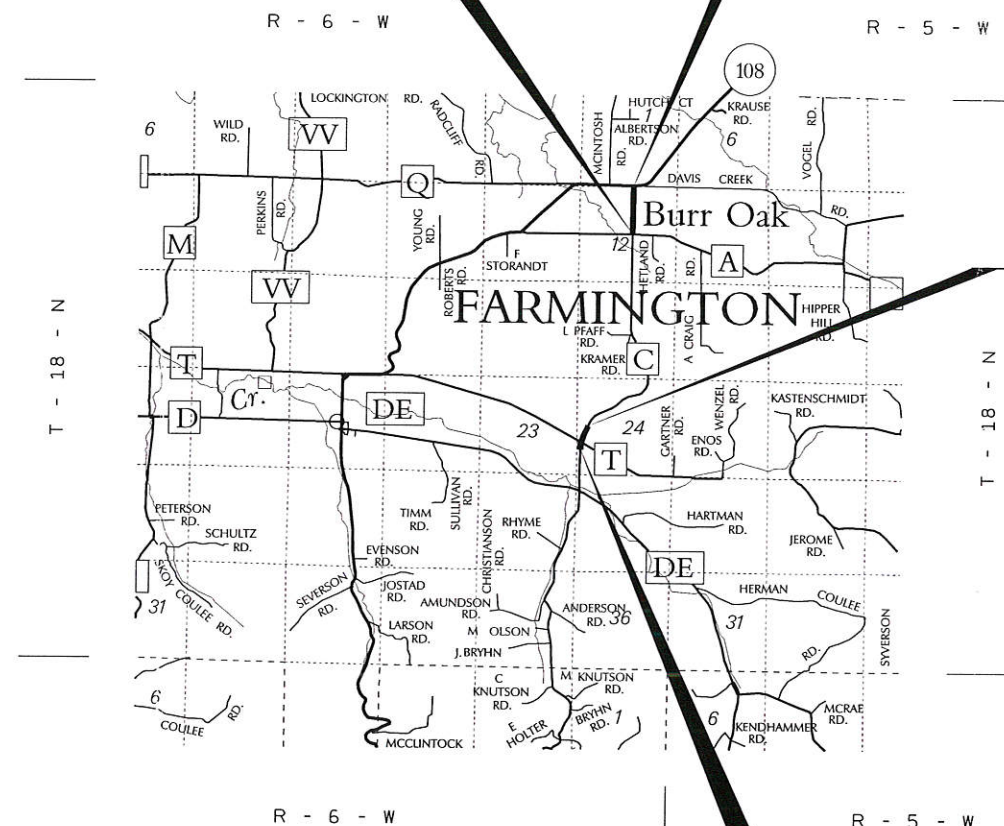 R - 6 - W
R - 5 - W
108
LOCKINGTON RD.
HUTCH CT
KRAUSE
RD.
6
WILD
RD.
VV
RADCLIFF
RD.
MCINTOSH
RD.
1
ALBERTSON
RD.
6
VOGEL RD.
DAVIS CREEK
RD.
Q
PERKINS
RD.
YOUNG
RD.
Burr Oak
M
12
F
STORANDT
HETLAND
RD.
RD.
A
VV
ROBERTS
RD.
FARMINGTON
HIPPER
HILL
RD.
T - 18 - N
L PFAFF
RD.
A CRAIG
KRAMER
RD.
C
T
T - 18 - N
Cr.
DE
D
23
24
GARTNER
RD.
WENZEL
RD.
ENOS
RD.
KASTENSCHMIDT
RD.
T
PETERSON
RD.
SCHULTZ
RD.
TIMM
RD.
SULLIVAN
RD.
CHRISTIANSON
RD.
RHYME
RD.
HARTMAN
RD.
JEROME
RD.
EVENSON
RD.
DE
SKOY COULEE RD.
31
SEVERSON
RD.
JOSTAD
RD.
AMUNDSON
RD.
ANDERSON
RD.
36
HERMAN COULEE
RD.
31
LARSON
RD.
M OLSON
J. BRYHN
SYVERSON
C
KNUTSON
RD.
M KNUTSON
RD.
6
COULEE
RD.
MCCLINTOCK
E
HOLTER
BRYHN
RD.
1
6
KENDHAMMER
RD.
MCRAE
RD.
R - 6 - W
R - 5 - W